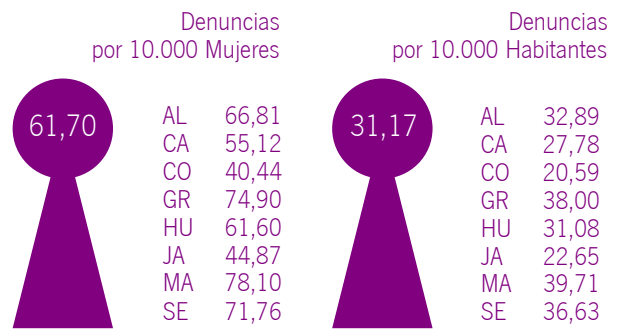 Denuncias
por 10.000 Mujeres
61,70
AL 66,81
CA 55,12
CO 40,44
GR 74,90
HU 61,60
JA 44,87
MA 78,10
SE 71,76
Denuncias
por 10.000 Habitantes
31,17
AL 32,89
CA 27,78
CO 20,59
GR 38,00
HU 31,08
JA 22,65
MA 39,71
SE 36,63